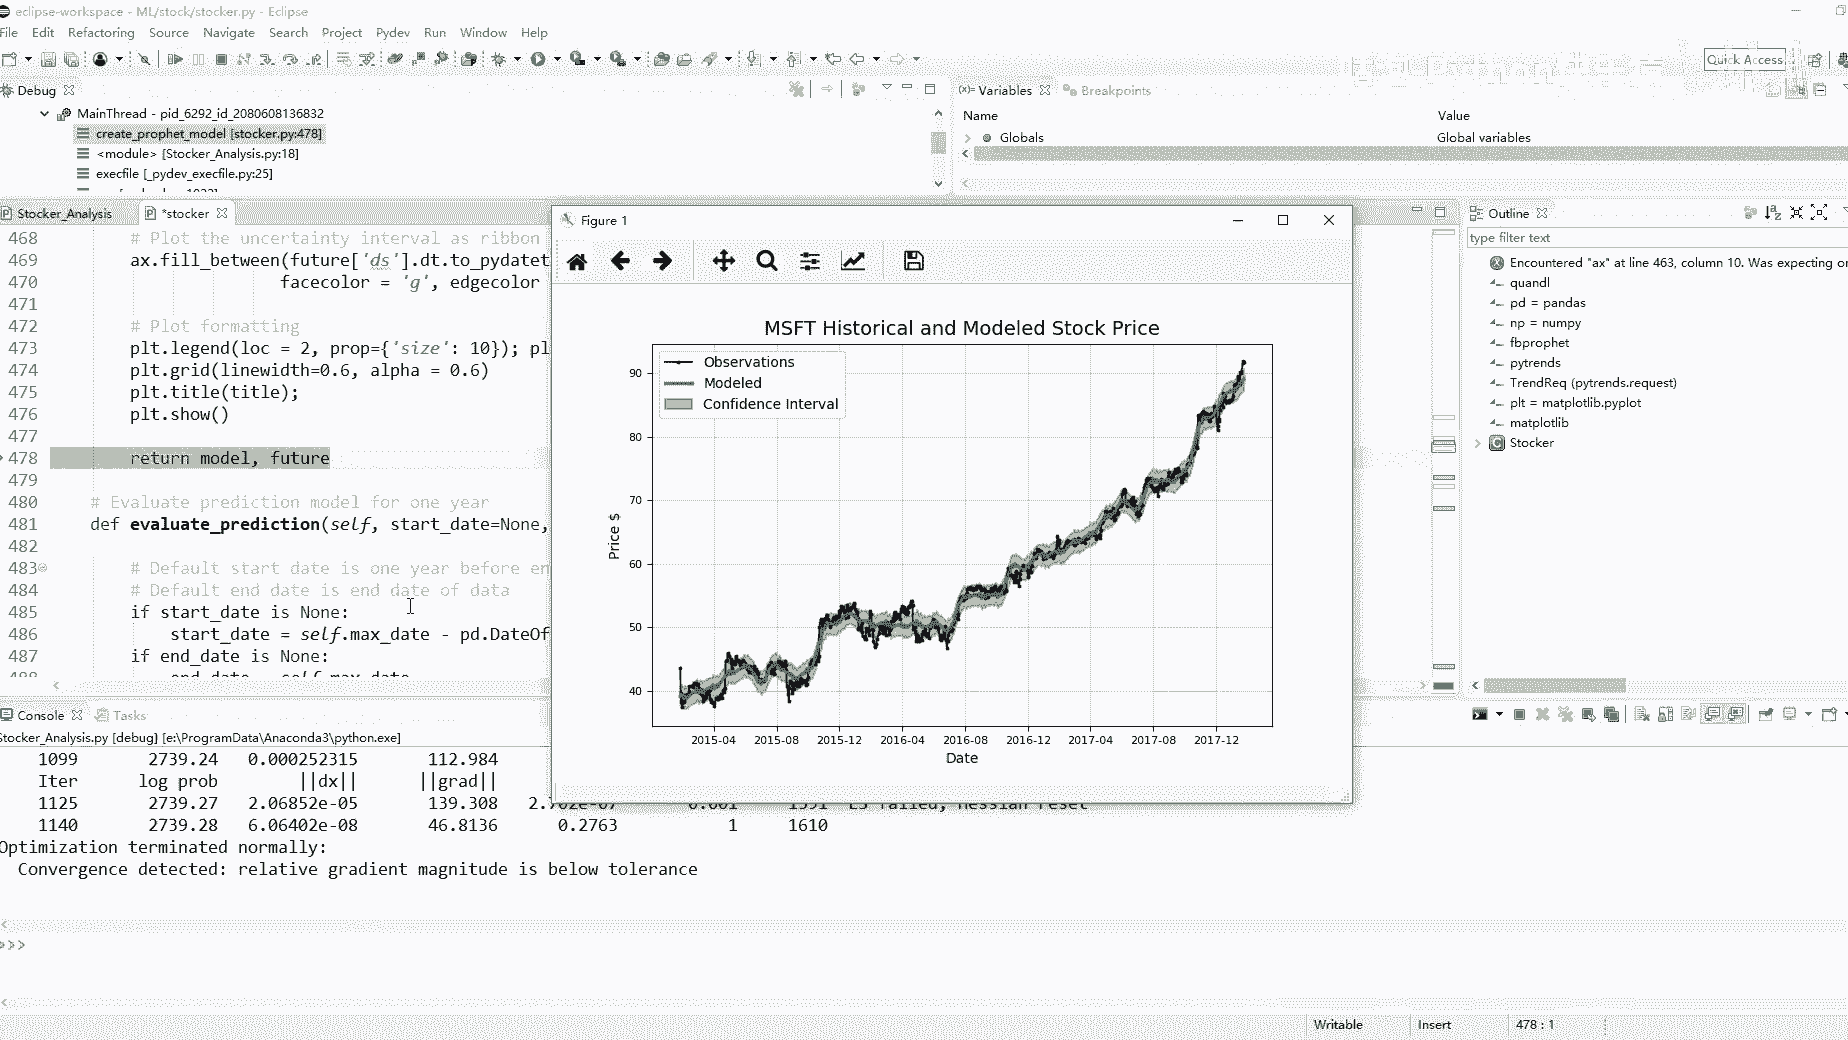 eclipse-workspace - ML/stock/stocker.py - Eclipse
File Edit Refactoring Source Navigate Search Project Pydev Run Window Help
Quick Access
Debug
MainThread - pid_6292_id_2080608136832
create_prophet_model [stocker.py:478]
<module> [Stocker_Analysis.py:18]
execfile [_pydev_execfile.py:25]
(x)= Variables
Breakpoints
Name Value
Globals Global variables
Stocker_Analysis
*stocker
468 # Plot the uncertainty interval as ribbon
469 ax.fill_between(future['ds'].dt.to_pydatet
470 facecolor = 'g', edgecolor
471
472 # Plot formatting
473 plt.legend(loc = 2, prop={'size': 10}); pl
474 plt.grid(linewidth=0.6, alpha = 0.6)
475 plt.title(title);
476 plt.show()
477
478 return model, future
479
480 # Evaluate prediction model for one year
481 def evaluate_prediction(self, start_date=None,
482
483 # Default start date is one year before en
484 # Default end date is end date of data
485 if start_date is None:
486 start_date = self.max_date - pd.DateOf
487 if end_date is None:
Figure 1
MSFT Historical and Modeled Stock Price
Observations
Modeled
Confidence Interval
Price $
90
80
70
60
50
40
2015-04 2015-08 2015-12 2016-04 2016-08 2016-12 2017-04 2017-08 2017-12
Date
Outline
type filter text
Encountered "ax" at line 463, column 10. Was expecting on
quandl
pd = pandas
np = numpy
fbprophet
pytrends
TrendReq (pytrends.request)
plt = matplotlib.pyplot
matplotlib
Stocker
Console
Tasks
Stocker_Analysis.py [debug] [e:\ProgramData\Anaconda3\python.exe]
1099 2739.24 0.000252315 112.984
Iter log prob ||dx|| ||grad||
1125 2739.27 2.06852e-05 139.308
1140 2739.28 6.06402e-08 46.8136 0.2763 1 1610
Optimization terminated normally:
Convergence detected: relative gradient magnitude is below tolerance
>>>
Writable Insert 478 : 1